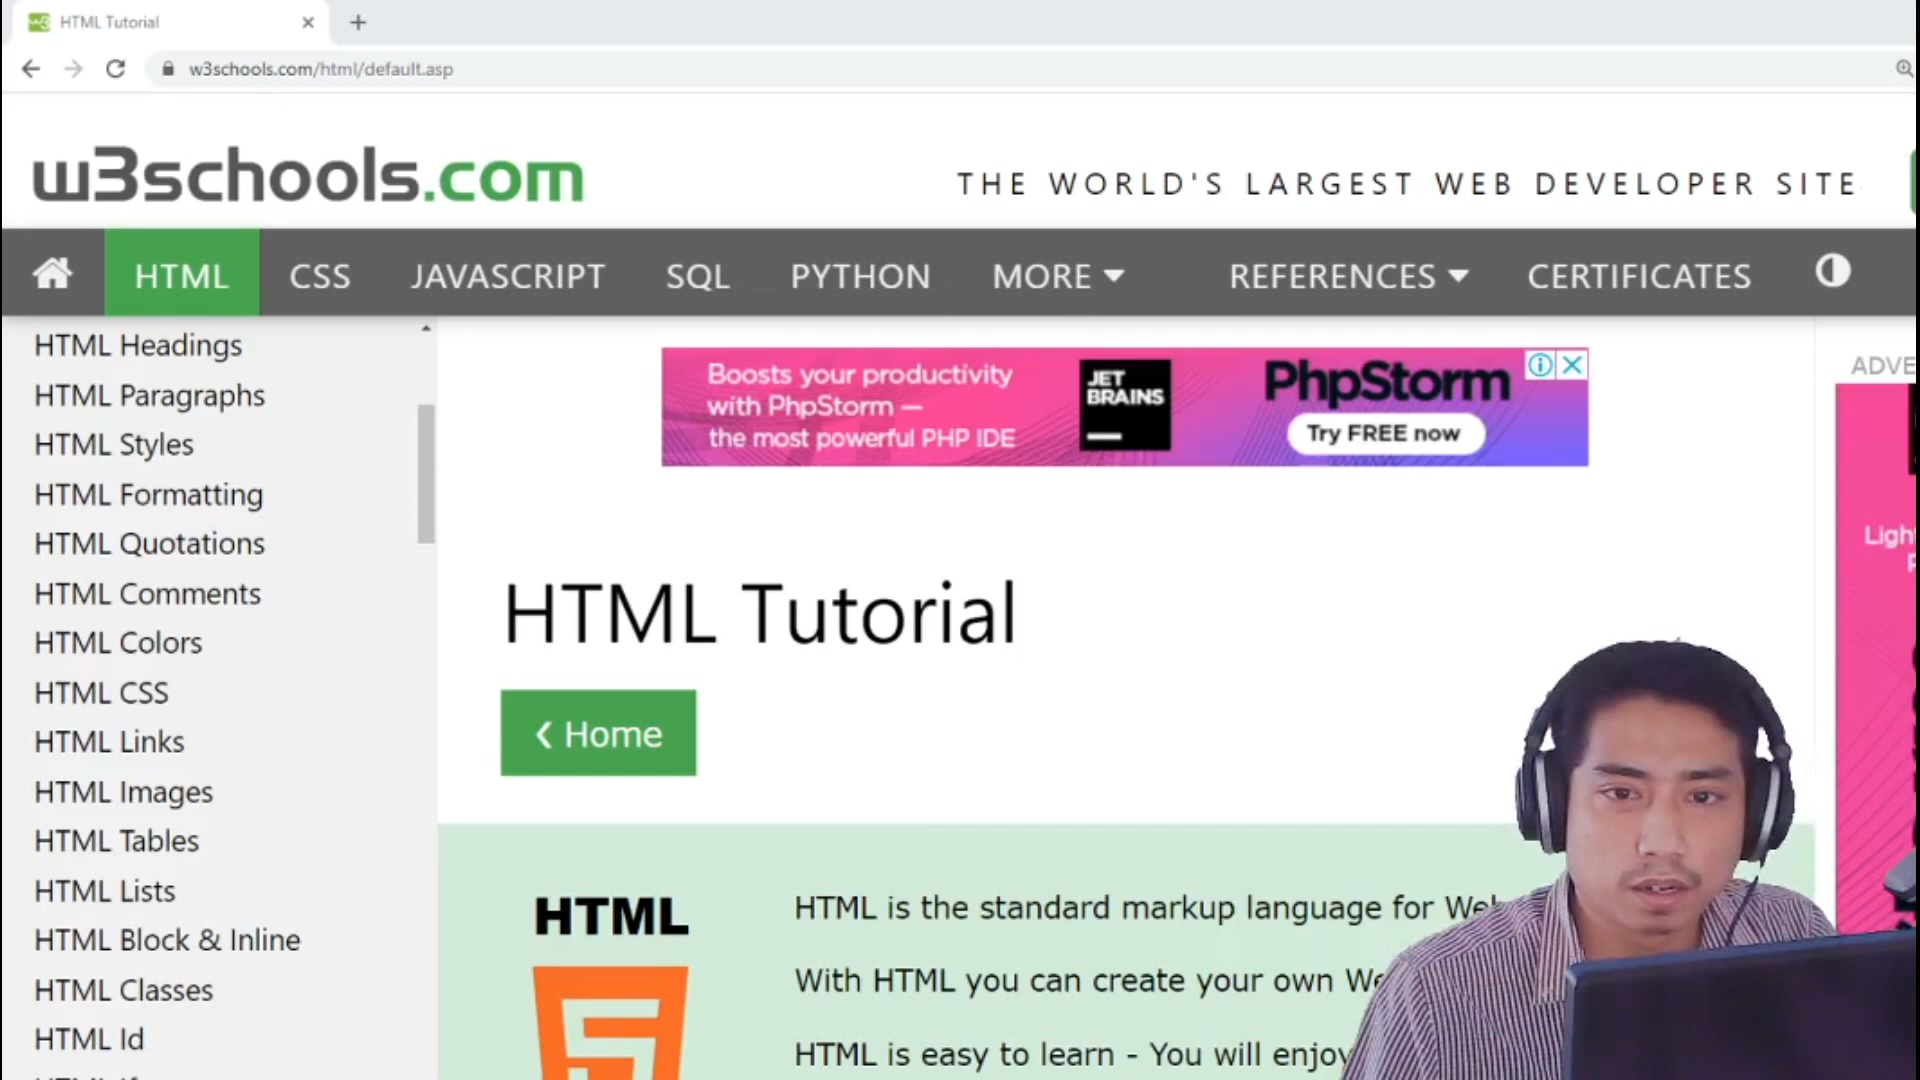 HTML Tutorial
w3schools.com/html/default.asp
w3schools.com
THE WORLD'S LARGEST WEB DEVELOPER SITE
HTML CSS JAVASCRIPT SQL PYTHON MORE REFERENCES CERTIFICATES
HTML Headings
HTML Paragraphs
HTML Styles
HTML Formatting
HTML Quotations
HTML Comments
HTML Colors
HTML CSS
HTML Links
HTML Images
HTML Tables
HTML Lists
HTML Block & Inline
HTML Classes
HTML Id
Boosts your productivity
with PhpStorm —
the most powerful PHP IDE
JET
BRAINS
PhpStorm
Try FREE now
HTML Tutorial
❮ Home
HTML
HTML is the standard markup language for
With HTML you can create your own
HTML is easy to learn - You will enjoy